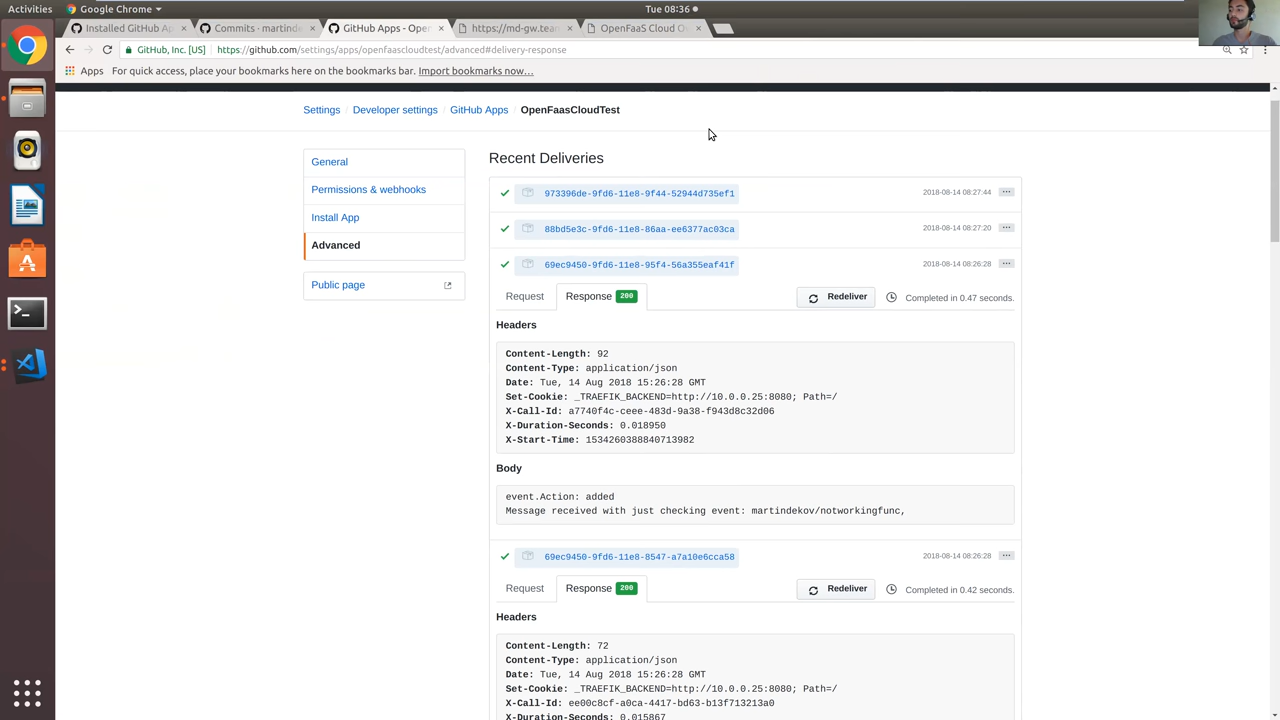 Activities
Google Chrome
Tue 08:36
Installed GitHub Ap
Commits · martinde
GitHub Apps - Open
https://md-gw.team
OpenFaaS Cloud O
GitHub, Inc. [US]
https://github.com/settings/apps/openfaascloudtest/advanced#delivery-response
Apps
For quick access, place your bookmarks here on the bookmarks bar. Import bookmarks now…
Settings / Developer settings / GitHub Apps / OpenFaasCloudTest
General
Permissions & webhooks
Install App
Advanced
Public page
Recent Deliveries
973396de-9fd6-11e8-9f44-52944d735ef1 2018-08-14 08:27:44
88bd5e3c-9fd6-11e8-86aa-ee6377ac03ca 2018-08-14 08:27:20
69ec9450-9fd6-11e8-95f4-56a355eaf41f 2018-08-14 08:26:28
Request Response 200 Redeliver Completed in 0.47 seconds.
Headers
Content-Length: 92
Content-Type: application/json
Date: Tue, 14 Aug 2018 15:26:28 GMT
Set-Cookie: _TRAEFIK_BACKEND=http://10.0.0.25:8080; Path=/
X-Call-Id: a7740f4c-ceee-483d-9a38-f943d8c32d06
X-Duration-Seconds: 0.018950
X-Start-Time: 1534260388840713982
Body
event.Action: added
Message received with just checking event: martindekov/notworkingfunc,
69ec9450-9fd6-11e8-8547-a7a10e6cca58 2018-08-14 08:26:28
Request Response 200 Redeliver Completed in 0.42 seconds.
Headers
Content-Length: 72
Content-Type: application/json
Date: Tue, 14 Aug 2018 15:26:28 GMT
Set-Cookie: _TRAEFIK_BACKEND=http://10.0.0.25:8080; Path=/
X-Call-Id: ee00c8cf-a0ca-4417-bd63-b13f713213a0
X-Duration-Seconds: 0.015867